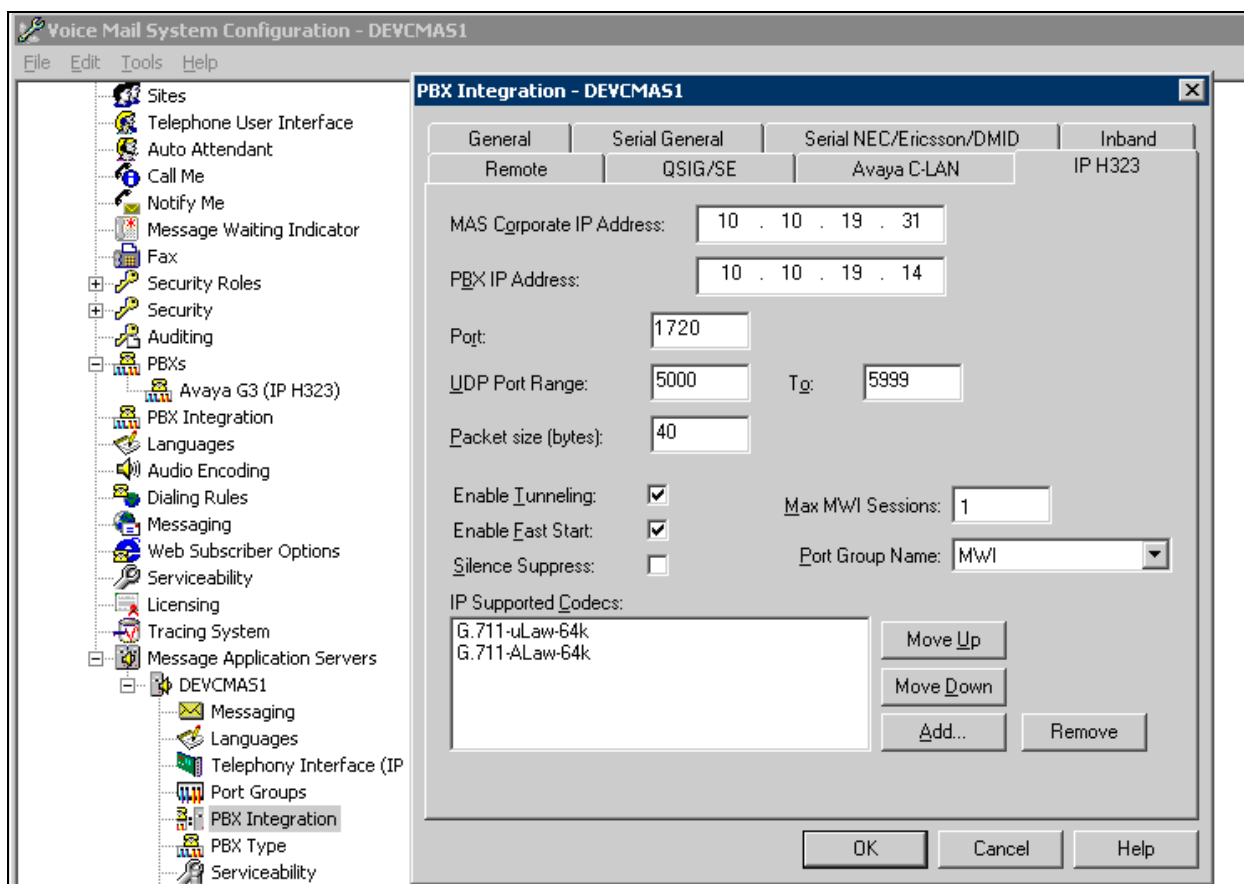 Voice Mail System Configuration - DEVCMAS1
File Edit Tools Help
Sites
Telephone User Interface
Auto Attendant
Call Me
Notify Me
Message Waiting Indicator
Fax
Security Roles
Security
Auditing
PBXs
Avaya G3 (IP H323)
PBX Integration
Languages
Audio Encoding
Dialing Rules
Messaging
Web Subscriber Options
Serviceability
Licensing
Tracing System
Message Application Servers
DEVCMAS1
Messaging
Languages
Telephony Interface (IP
Port Groups
PBX Integration
PBX Type
Serviceability
PBX Integration - DEVCMAS1
General Serial General Serial NEC/Ericsson/DMID Inband
Remote QSIG/SE Avaya C-LAN IP H323
MAS Corporate IP Address: 10 . 10 . 19 . 31
PBX IP Address: 10 . 10 . 19 . 14
Port: 1720
UDP Port Range: 5000 To: 5999
Packet size (bytes): 40
Enable Tunneling: Max MWI Sessions: 1
Enable Fast Start:
Silence Suppress: Port Group Name: MWI
IP Supported Codecs:
G.711-uLaw-64k
G.711-ALaw-64k
Move Up
Move Down
Add... Remove
OK Cancel Help